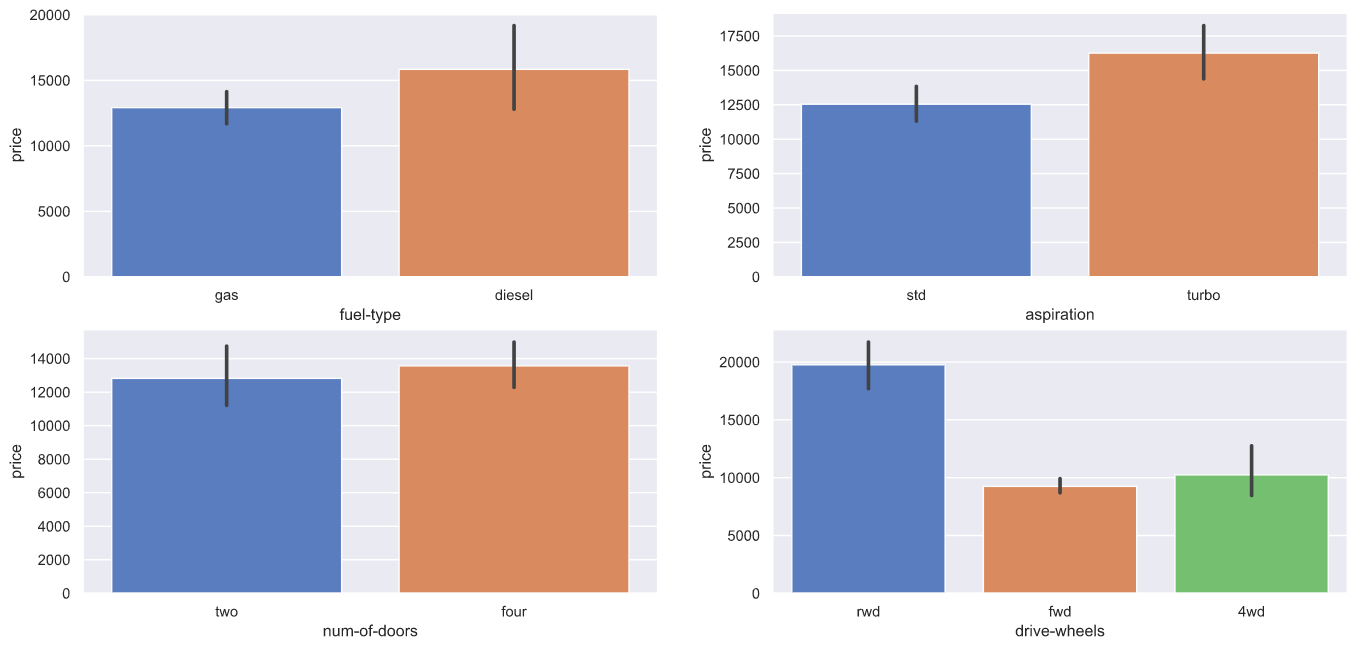 20000
15000
10000
5000
0
price
gas diesel
fuel-type
17500
15000
12500
10000
7500
5000
2500
0
price
std turbo
aspiration
14000
12000
10000
8000
6000
4000
2000
0
price
two four
num-of-doors
20000
15000
10000
5000
0
price
rwd fwd 4wd
drive-wheels